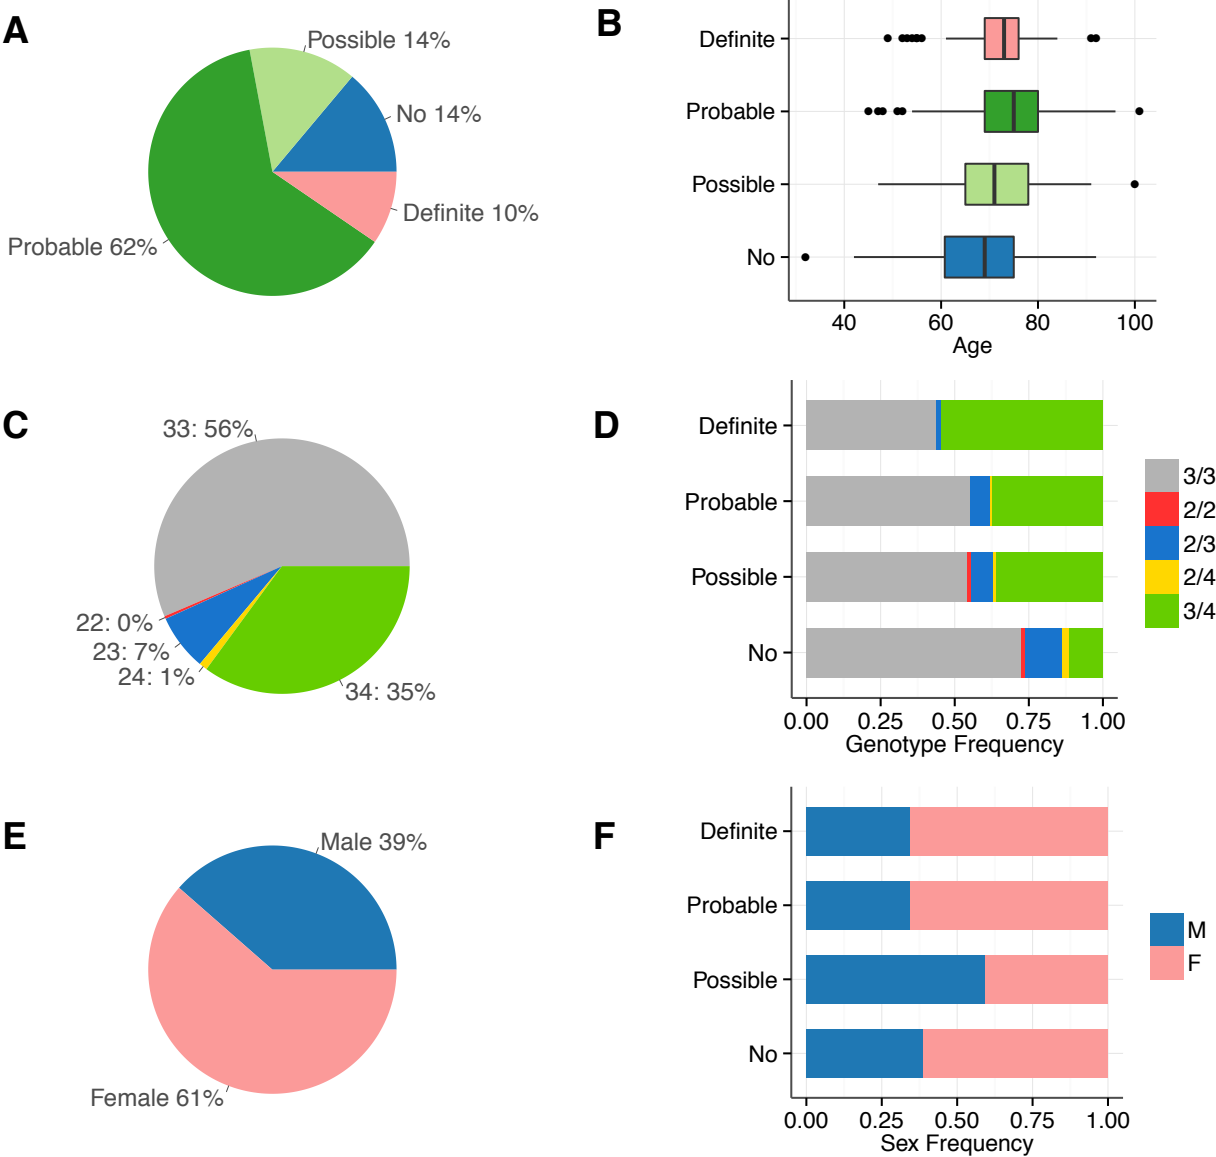 A
Possible 14%
No 14%
Definite 10%
Probable 62%
B
Definite
Probable
Possible
No
40 60 80 100
Age
C
33: 56%
22: 0%
23: 7%
24: 1%
34: 35%
D
Definite
Probable
Possible
No
0.00 0.25 0.50 0.75 1.00
Genotype Frequency
3/3
2/2
2/3
2/4
3/4
E
Male 39%
Female 61%
F
Definite
Probable
Possible
No
0.00 0.25 0.50 0.75 1.00
Sex Frequency
M
F